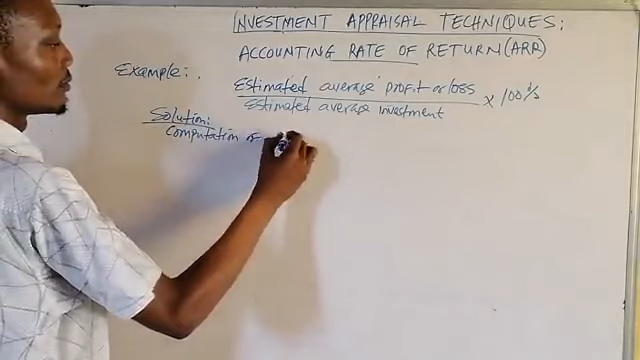 INVESTMENT APPRAISAL TECHNIQUES:
ACCOUNTING RATE OF RETURN (ARR)
Example:.
Estimated average profit or loss
Estimated average investment
× 100%
Solution:
Computation of